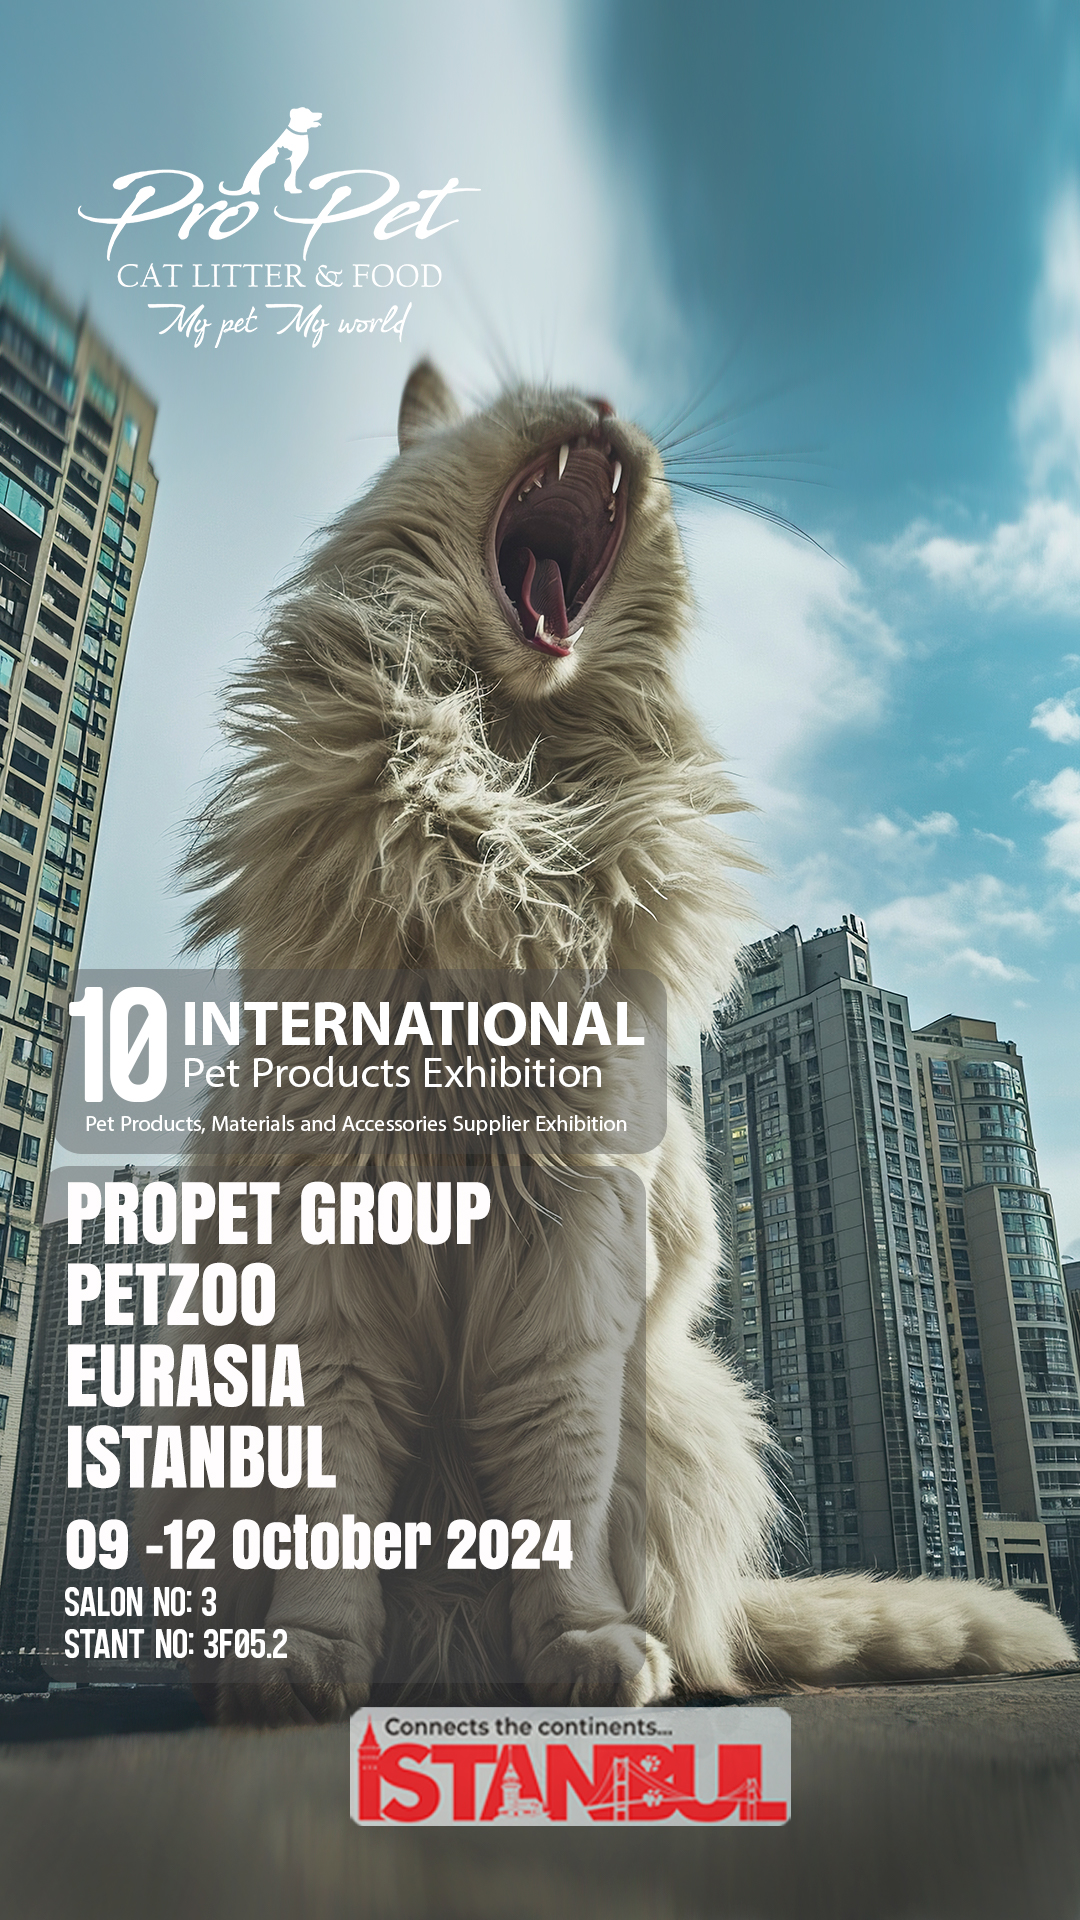 Pro Pet
CAT LITTER & FOOD
My pet My world
10 INTERNATIONAL
Pet Products Exhibition
Pet Products, Materials and Accessories Supplier Exhibition
PROPET GROUP
PETZOO
EURASIA
ISTANBUL
09 -12 October 2024
SALON NO: 3
STANT NO: 3F05.2
Connects the continents...
İSTANBUL